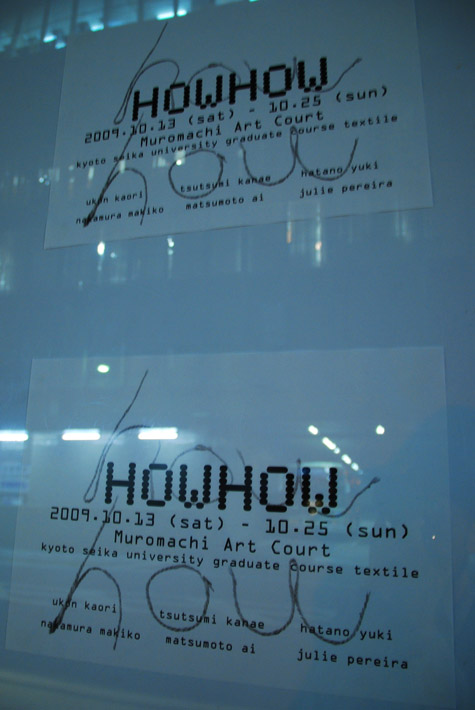 how
HOWHOW
2009.10.13 (sat) - 10.25 (sun)
Muromachi Art Court
kyoto seika university graduate course textile
how
ukon kaori tsutsumi kanae hatano yuki
nakamura makiko matsumoto ai julie pereira
how
HOWHOW
2009.10.13 (sat) - 10.25 (sun)
Muromachi Art Court
kyoto seika university graduate course textile
how
ukon kaori tsutsumi kanae hatano yuki
nakamura makiko matsumoto ai julie pereira